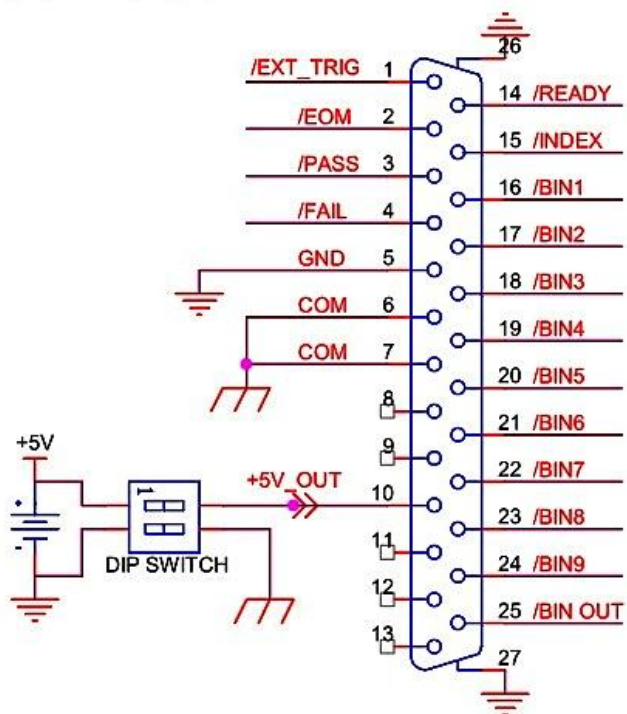 26
/EXT_TRIG 1
14 /READY
/EOM 2
15 /INDEX
/PASS 3
16 /BIN1
/FAIL 4
17 /BIN2
GND 5
18 /BIN3
COM 6
19 /BIN4
COM 7
20 /BIN5
8
21 /BIN6
9
22 /BIN7
+5V
+5V_OUT 10
1
23 /BIN8
11
DIP SWITCH
24 /BIN9
12
25 /BIN OUT
13
27